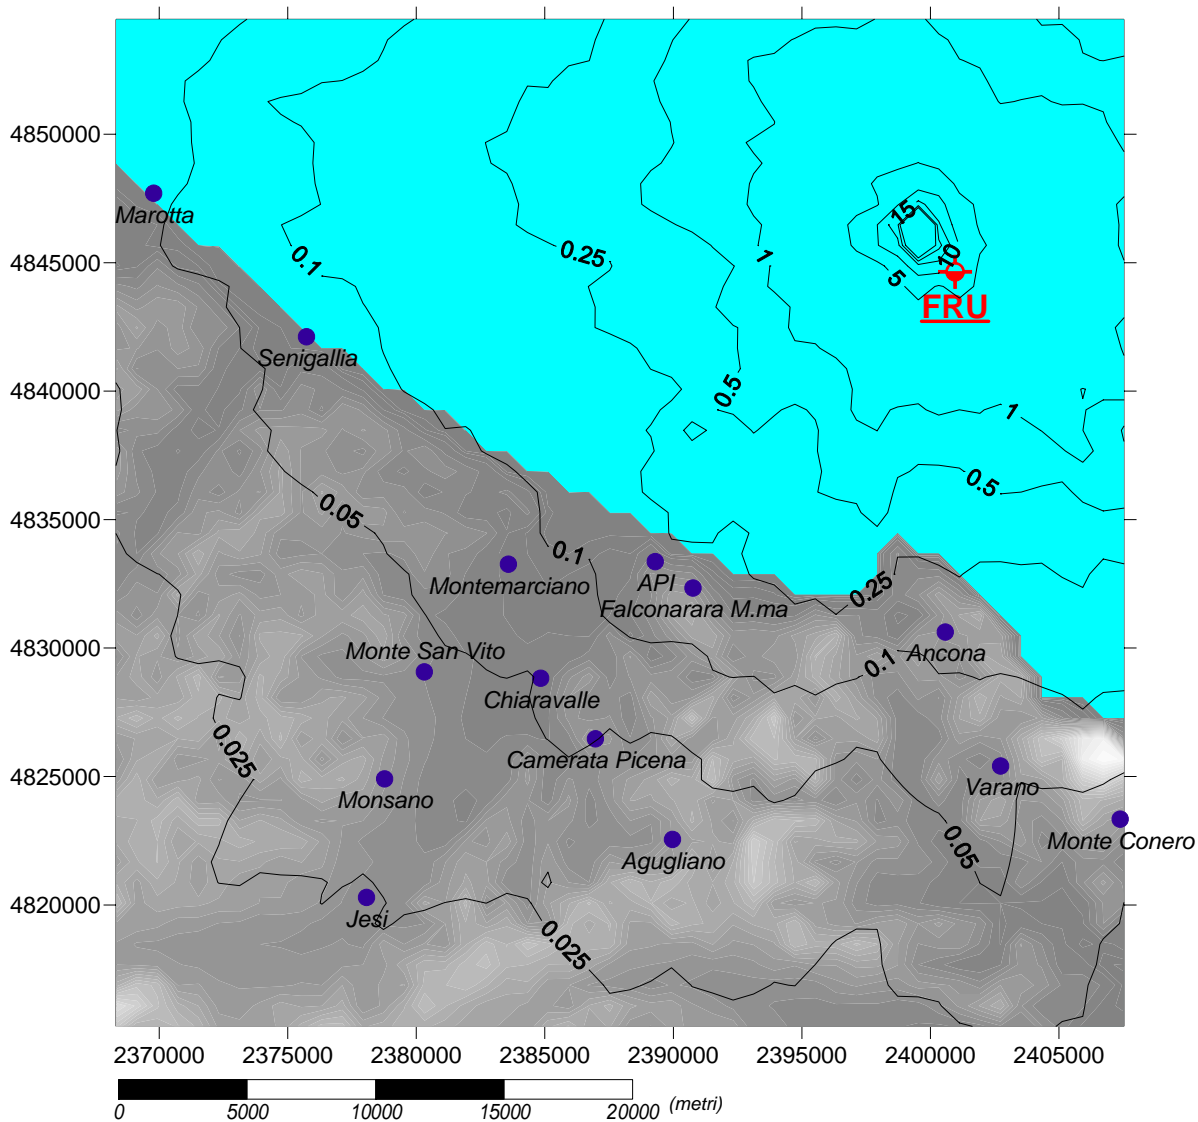 4850000
4845000
4840000
4835000
4830000
4825000
4820000
15
10
5
FRU
0.1
0.25
1
0.5
1
0.5
0.05
0.1
0.25
0.1
0.025
0.05
0.025
Marotta
Senigallia
Montemarciano
API
Falconarara M.ma
Monte San Vito
Ancona
Chiaravalle
Camerata Picena
Monsano
Varano
Agugliano
Monte Conero
Jesi
2370000 2375000 2380000 2385000 2390000 2395000 2400000 2405000
0 5000 10000 15000 20000 (metri)